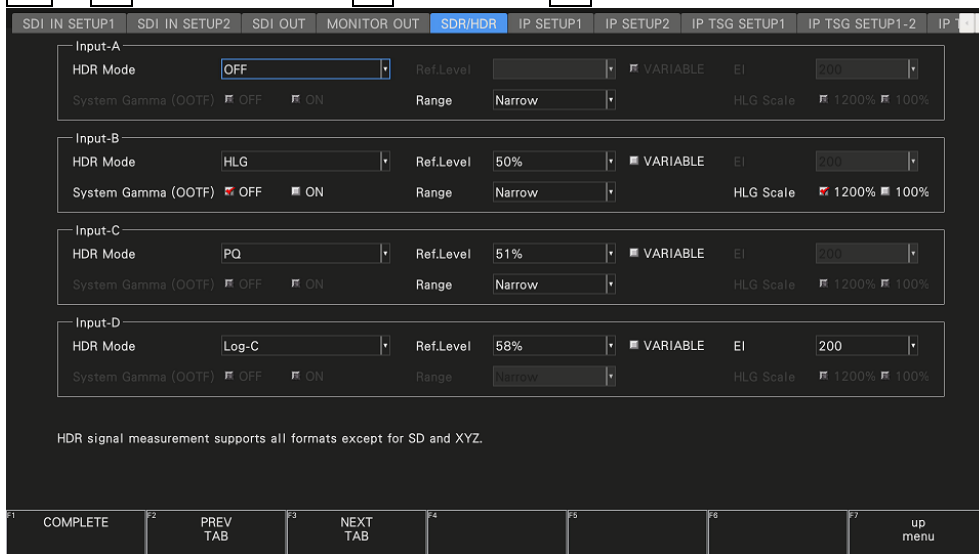 SDI IN SETUP1 SDI IN SETUP2 SDI OUT MONITOR OUT SDR/HDR IP SETUP1 IP SETUP2 IP TSG SETUP1 IP TSG SETUP1-2 IP
Input-A
HDR Mode OFF Ref.Level VARIABLE EI 200
System Gamma (OOTF) OFF ON Range Narrow HLG Scale 1200% 100%
Input-B
HDR Mode HLG Ref.Level 50% VARIABLE EI 200
System Gamma (OOTF) OFF ON Range Narrow HLG Scale 1200% 100%
Input-C
HDR Mode PQ Ref.Level 51% VARIABLE EI 200
System Gamma (OOTF) OFF ON Range Narrow HLG Scale 1200% 100%
Input-D
HDR Mode Log-C Ref.Level 58% VARIABLE EI 200
System Gamma (OOTF) OFF ON Range Narrow HLG Scale 1200% 100%
HDR signal measurement supports all formats except for SD and XYZ.
F1 COMPLETE F2 PREV TAB F3 NEXT TAB F4 F5 F6 F7 up menu